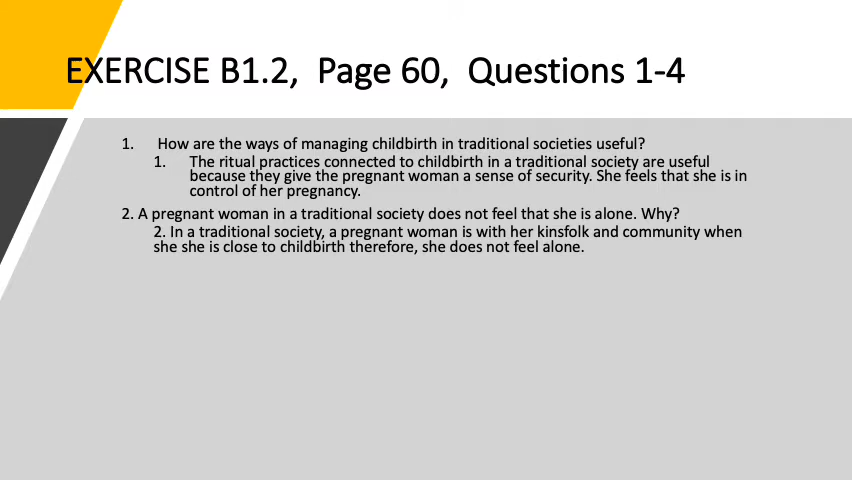 EXERCISE B1.2, Page 60, Questions 1-4
1. How are the ways of managing childbirth in traditional societies useful?
1. The ritual practices connected to childbirth in a traditional society are useful
because they give the pregnant woman a sense of security. She feels that she is in
control of her pregnancy.
2. A pregnant woman in a traditional society does not feel that she is alone. Why?
2. In a traditional society, a pregnant woman is with her kinsfolk and community when
she she is close to childbirth therefore, she does not feel alone.